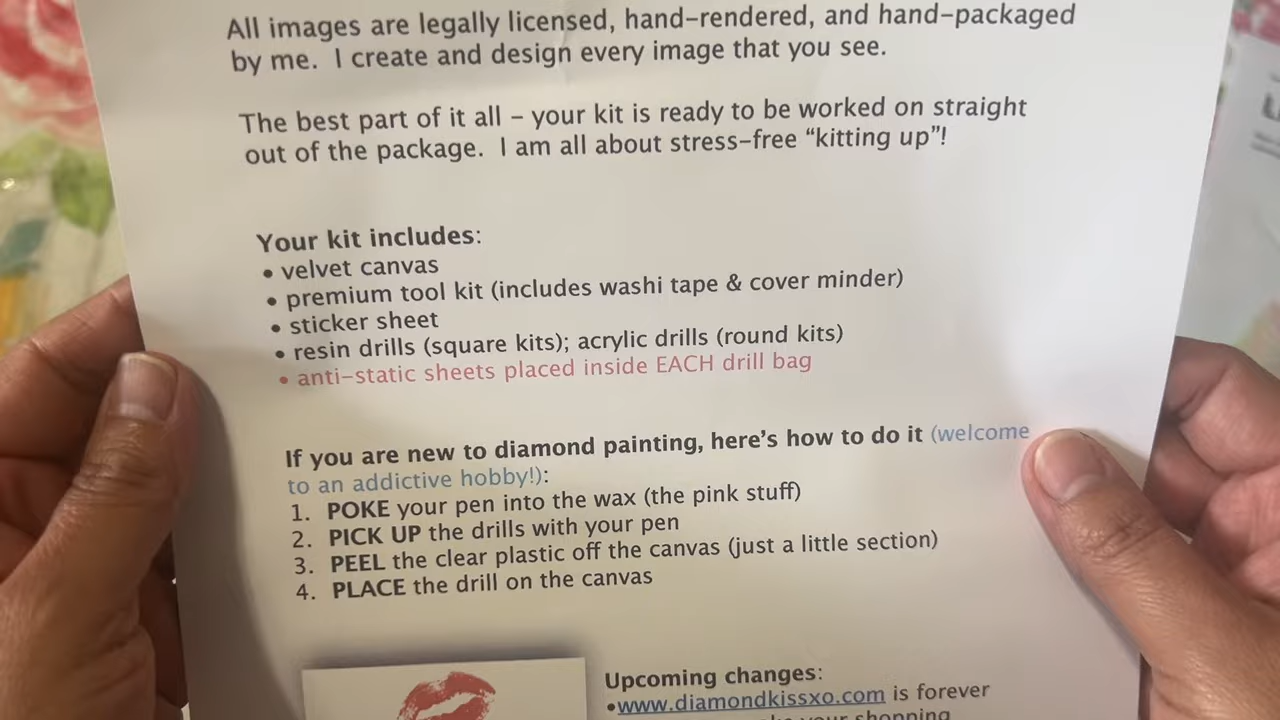 All images are legally licensed, hand-rendered, and hand-packaged
by me. I create and design every image that you see.
The best part of it all – your kit is ready to be worked on straight
out of the package. I am all about stress-free “kitting up”!
Your kit includes:
• velvet canvas
• premium tool kit (includes washi tape & cover minder)
• sticker sheet
• resin drills (square kits); acrylic drills (round kits)
• anti-static sheets placed inside EACH drill bag
If you are new to diamond painting, here’s how to do it (welcome
to an addictive hobby!):
1. POKE your pen into the wax (the pink stuff)
2. PICK UP the drills with your pen
3. PEEL the clear plastic off the canvas (just a little section)
4. PLACE the drill on the canvas
Upcoming changes:
•www.diamondkissxo.com is forever
your shopping